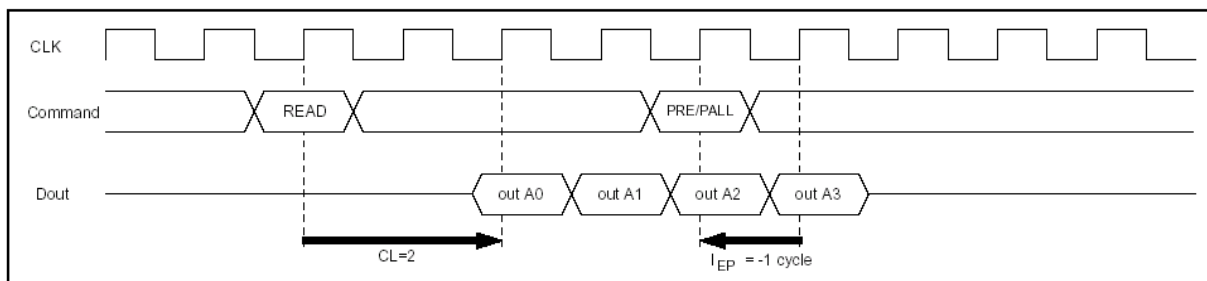 CLK
Command
READ
PRE/PALL
Dout
out A0
out A1
out A2
out A3
CL=2
lEP = -1 cycle